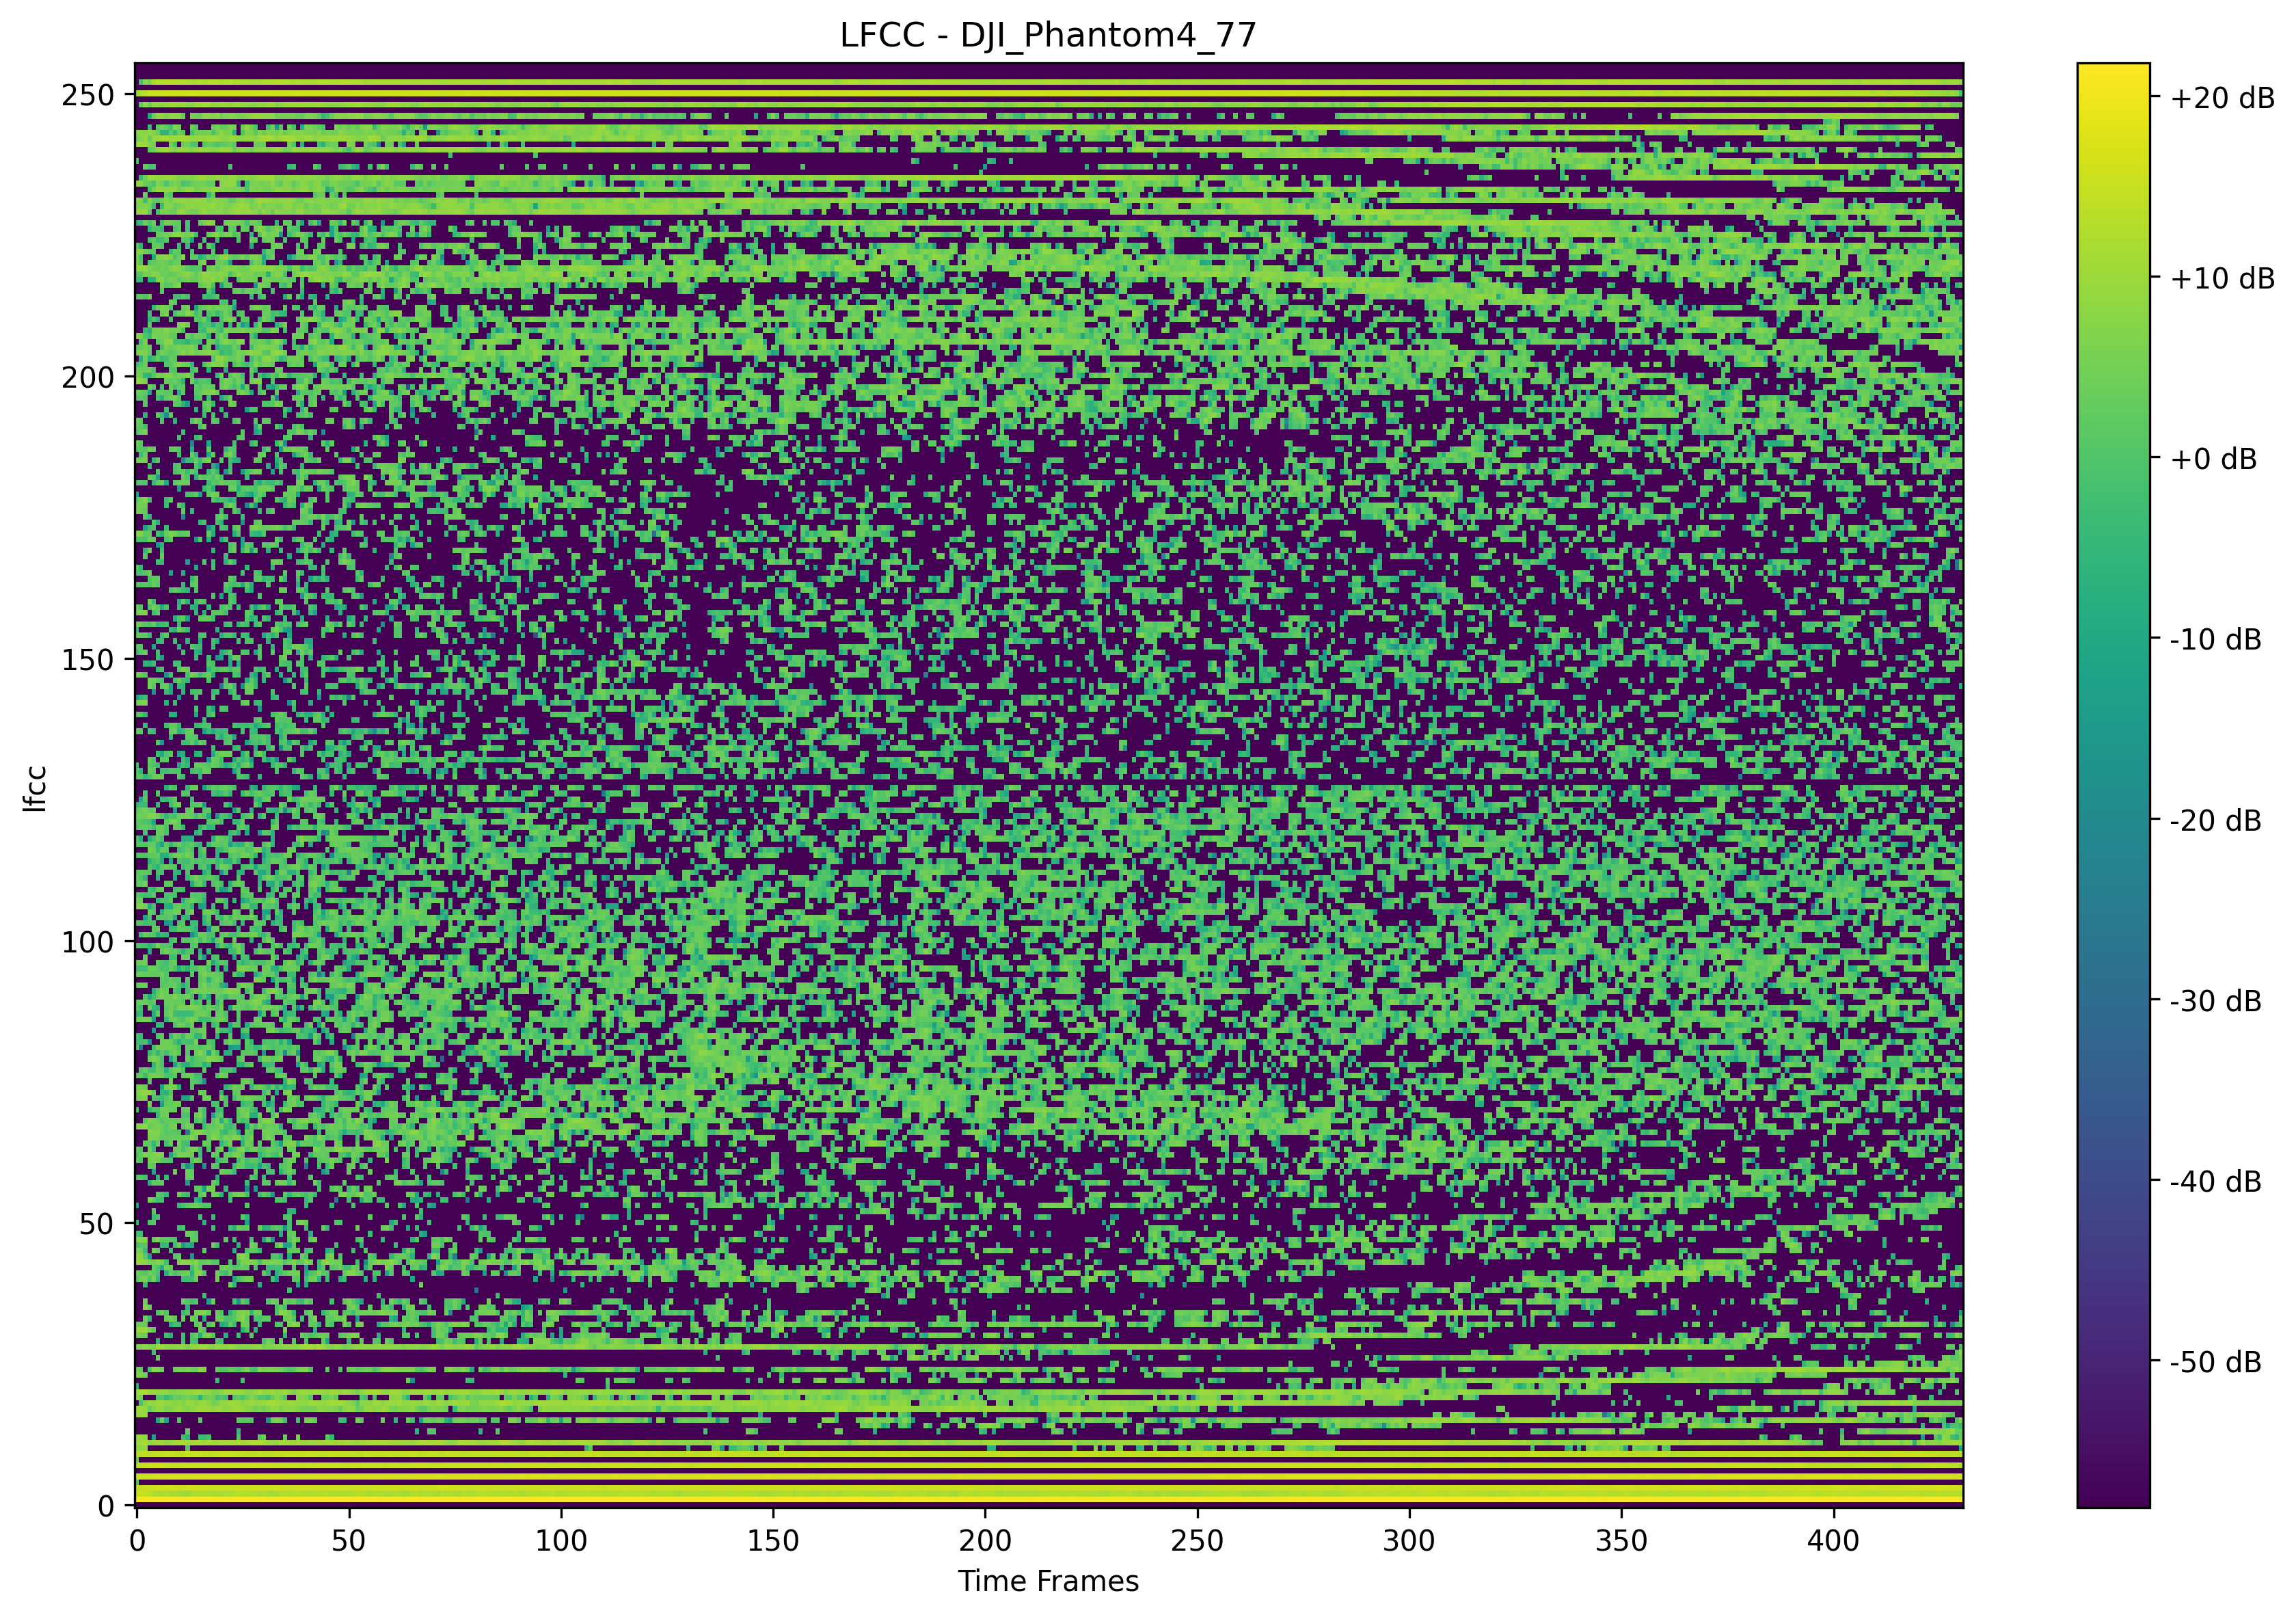 LFCC - DJI_Phantom4_77
250
200
150
100
50
0
lfcc
0 50 100 150 200 250 300 350 400
Time Frames
+20 dB
+10 dB
+0 dB
-10 dB
-20 dB
-30 dB
-40 dB
-50 dB